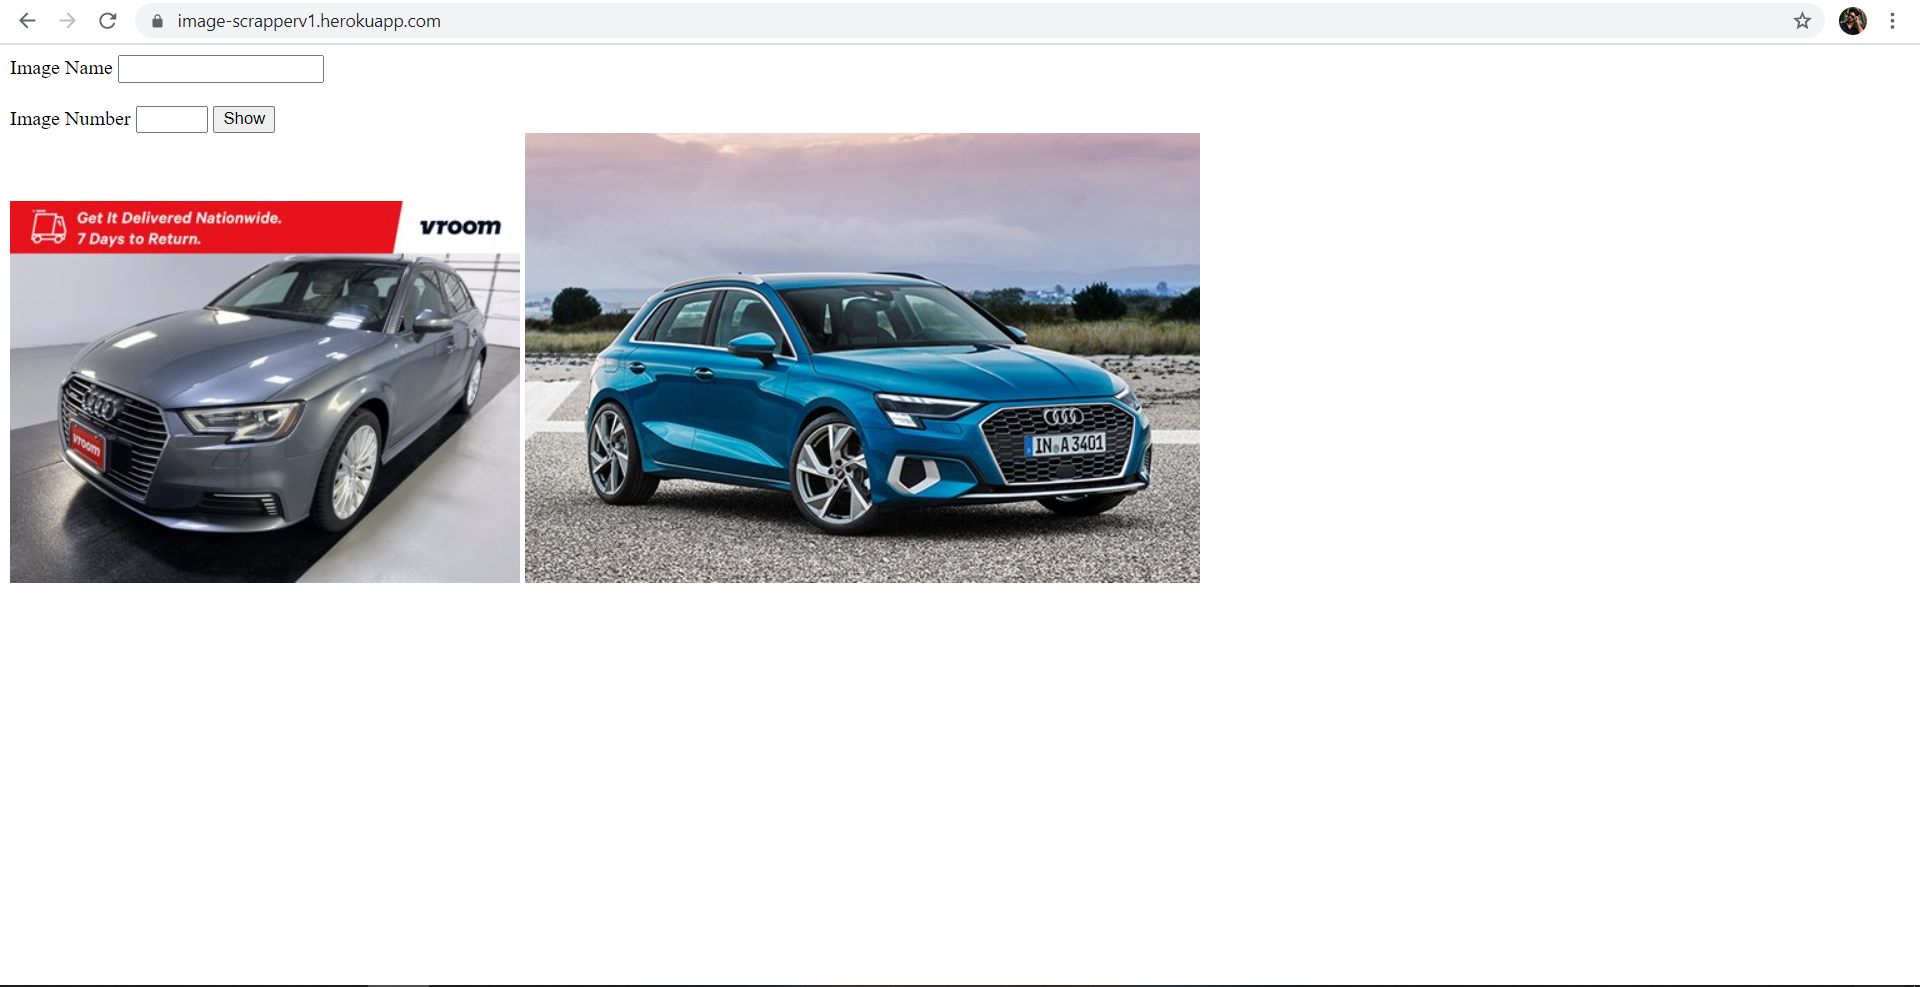 image-scrapperv1.herokuapp.com
Image Name
Image Number Show
Get It Delivered Nationwide.
7 Days to Return.
vroom
vroom
IN A 3401